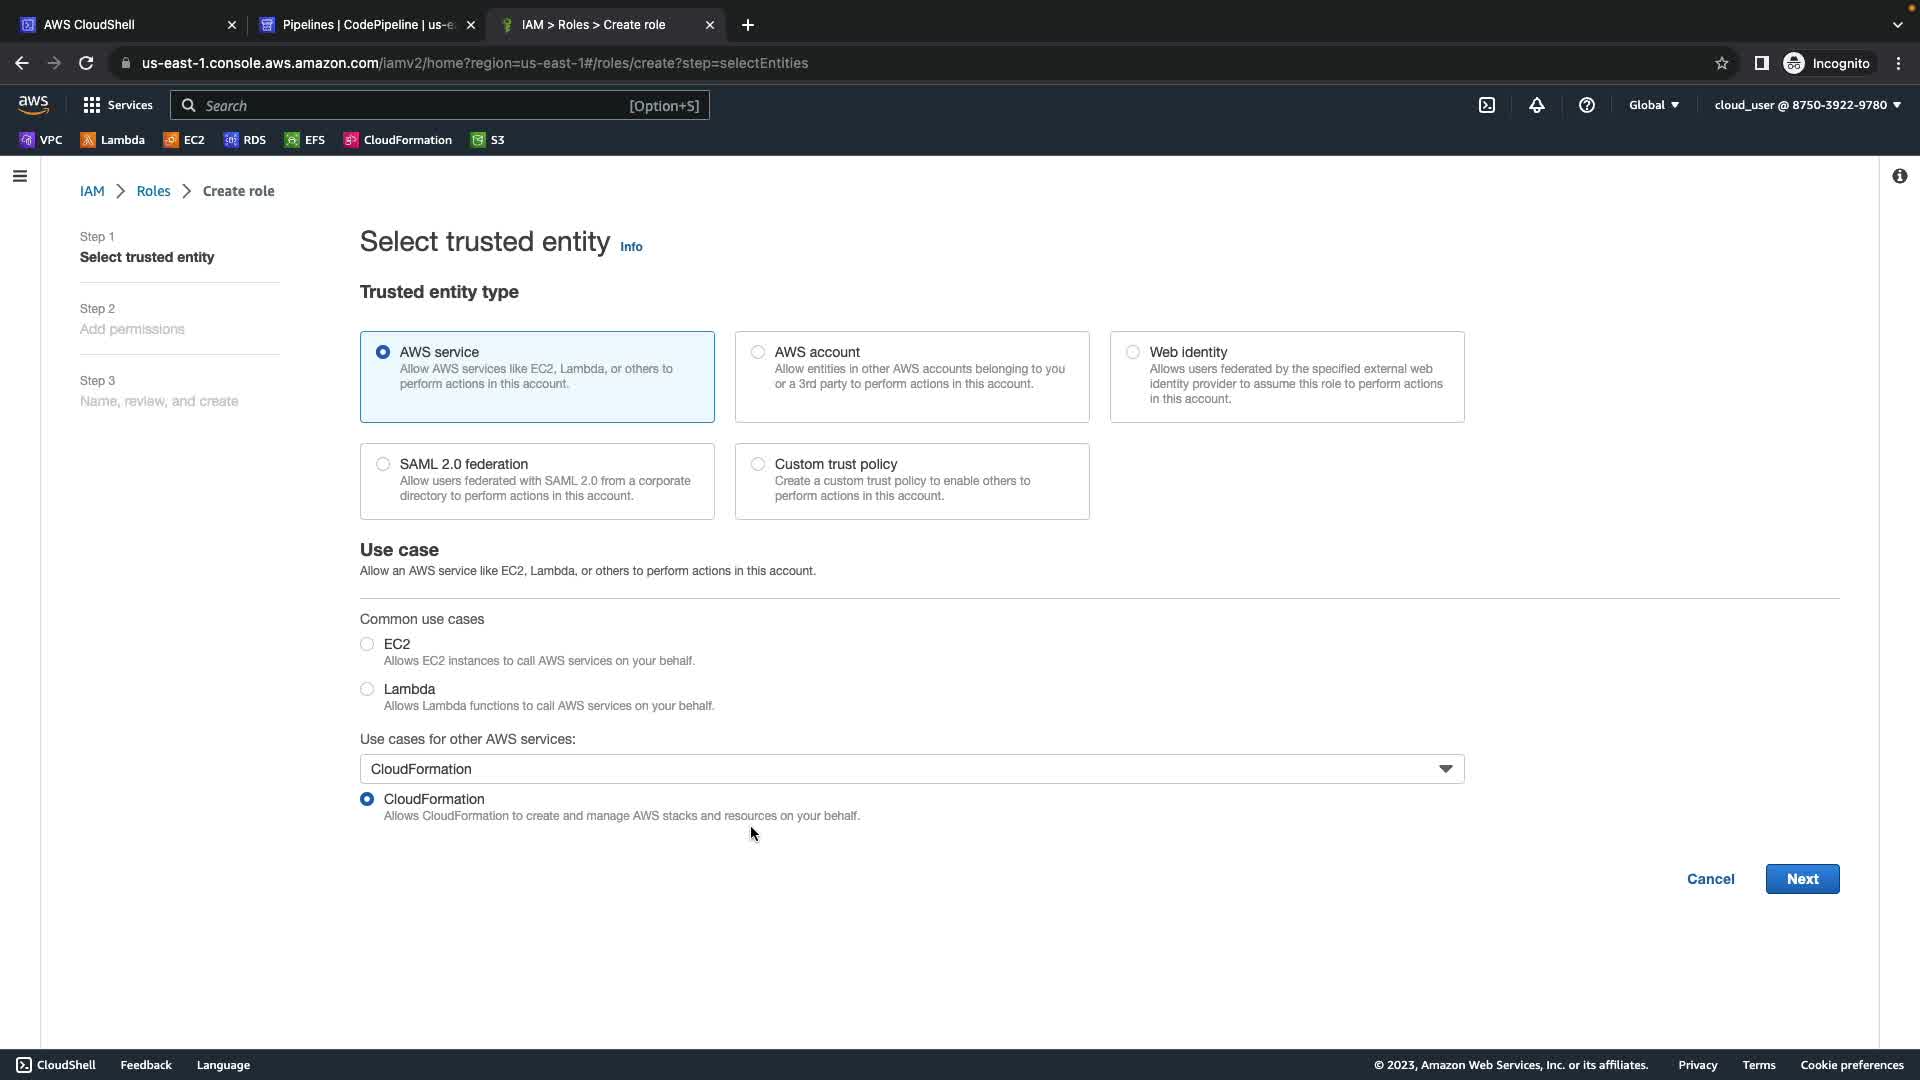 AWS CloudShell
Pipelines | CodePipeline | us-e
IAM > Roles > Create role
us-east-1.console.aws.amazon.com/iamv2/home?region=us-east-1#/roles/create?step=selectEntities
Incognito
aws
Services
Search
[Option+S]
Global
cloud_user @ 8750-3922-9780
VPC
Lambda
EC2
RDS
EFS
CloudFormation
S3
IAM > Roles > Create role
Step 1
Select trusted entity
Step 2
Add permissions
Step 3
Name, review, and create
Select trusted entity Info
Trusted entity type
AWS service
Allow AWS services like EC2, Lambda, or others to
perform actions in this account.
AWS account
Allow entities in other AWS accounts belonging to you
or a 3rd party to perform actions in this account.
Web identity
Allows users federated by the specified external web
identity provider to assume this role to perform actions
in this account.
SAML 2.0 federation
Allow users federated with SAML 2.0 from a corporate
directory to perform actions in this account.
Custom trust policy
Create a custom trust policy to enable others to
perform actions in this account.
Use case
Allow an AWS service like EC2, Lambda, or others to perform actions in this account.
Common use cases
EC2
Allows EC2 instances to call AWS services on your behalf.
Lambda
Allows Lambda functions to call AWS services on your behalf.
Use cases for other AWS services:
CloudFormation
CloudFormation
Allows CloudFormation to create and manage AWS stacks and resources on your behalf.
Cancel
Next
CloudShell
Feedback
Language
© 2023, Amazon Web Services, Inc. or its affiliates.
Privacy
Terms
Cookie preferences